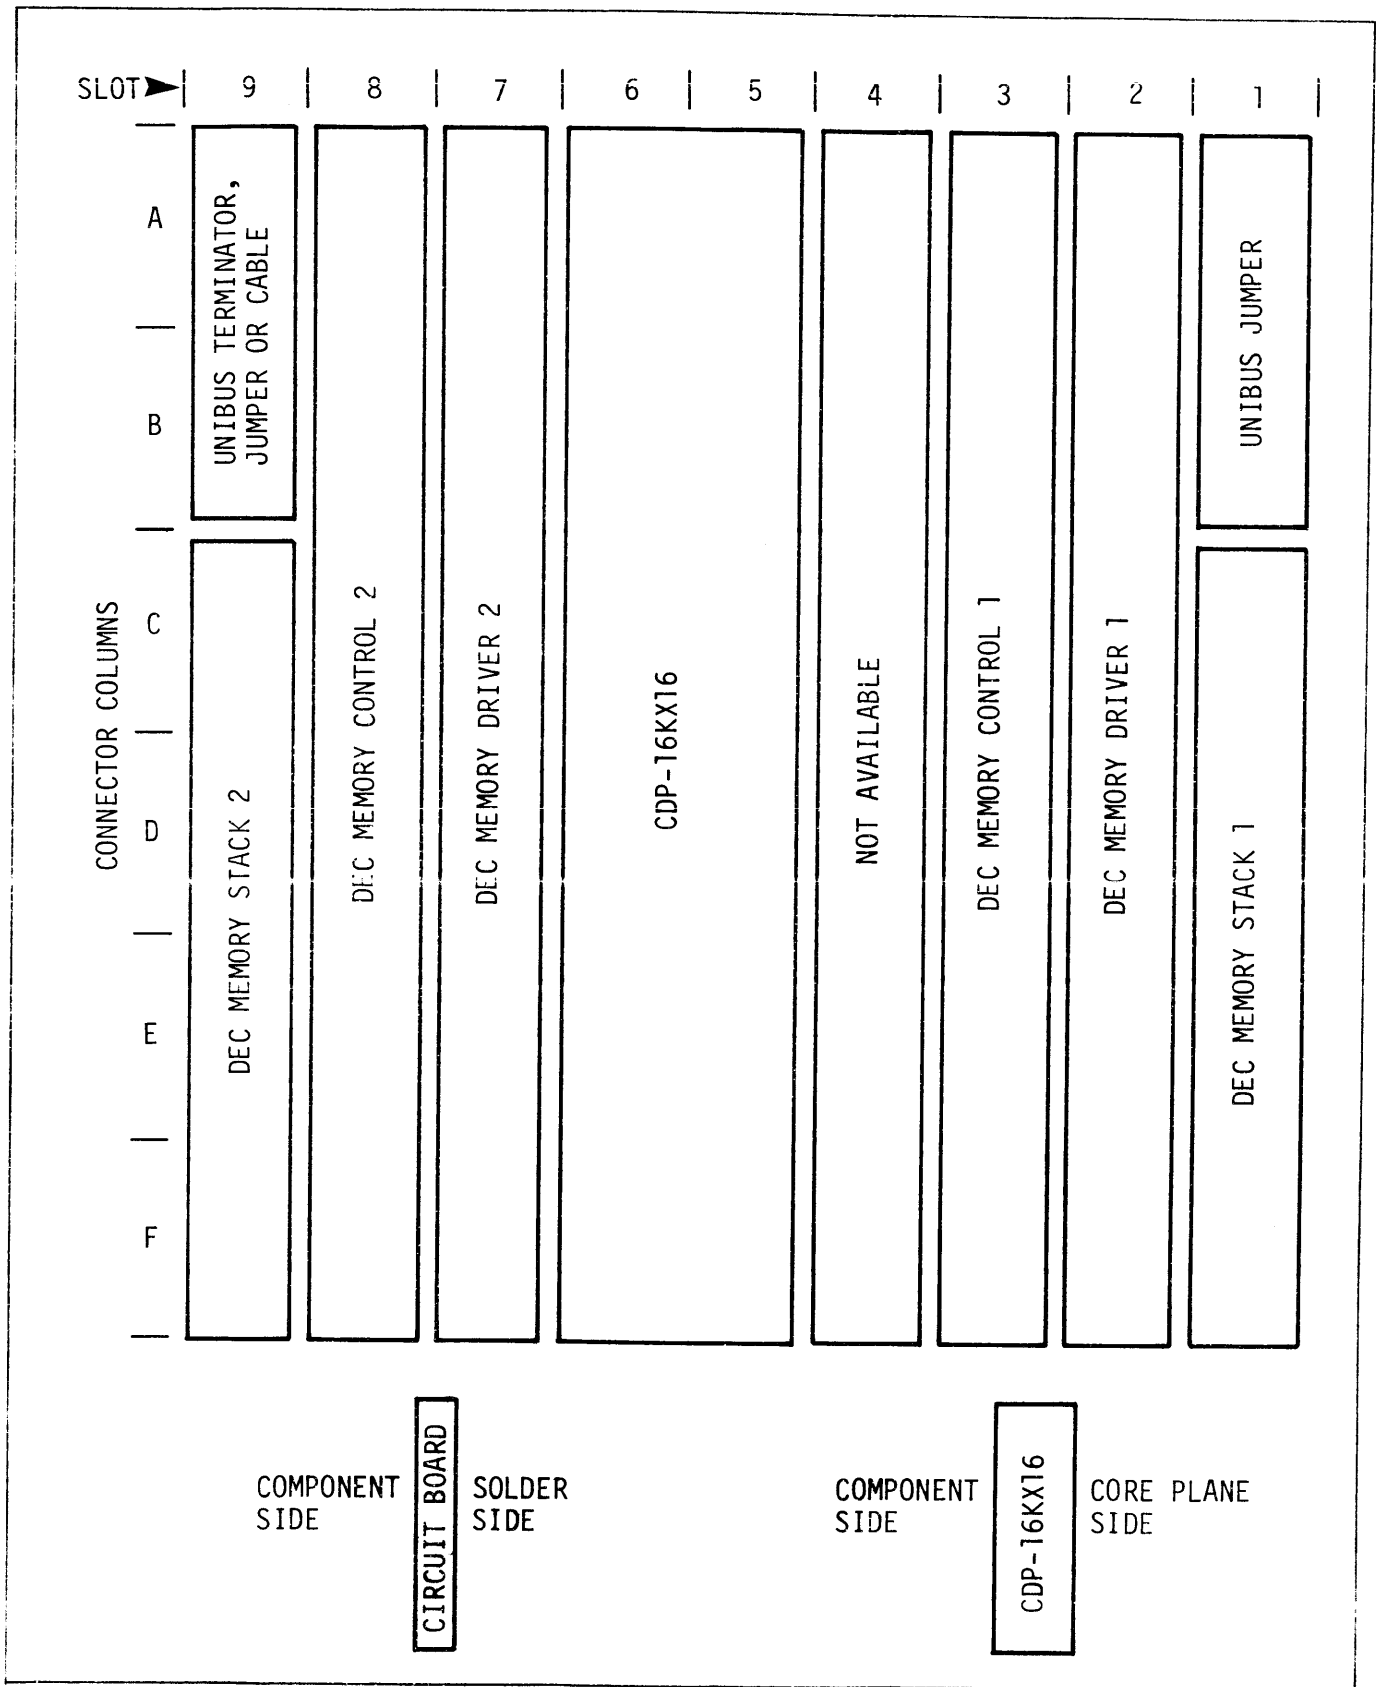 SLOT 9 8 7 6 5 4 3 2 1
CONNECTOR COLUMNS
A
B
C
D
E
F
UNIBUS TERMINATOR,
JUMPER OR CABLE
DEC MEMORY STACK 2
DEC MEMORY CONTROL 2
DEC MEMORY DRIVER 2
CDP-16KX16
NOT AVAILABLE
DEC MEMORY CONTROL 1
DEC MEMORY DRIVER 1
UNIBUS JUMPER
DEC MEMORY STACK 1
COMPONENT
SIDE
CIRCUIT BOARD
SOLDER
SIDE
COMPONENT
SIDE
CDP-16KX16
CORE PLANE
SIDE